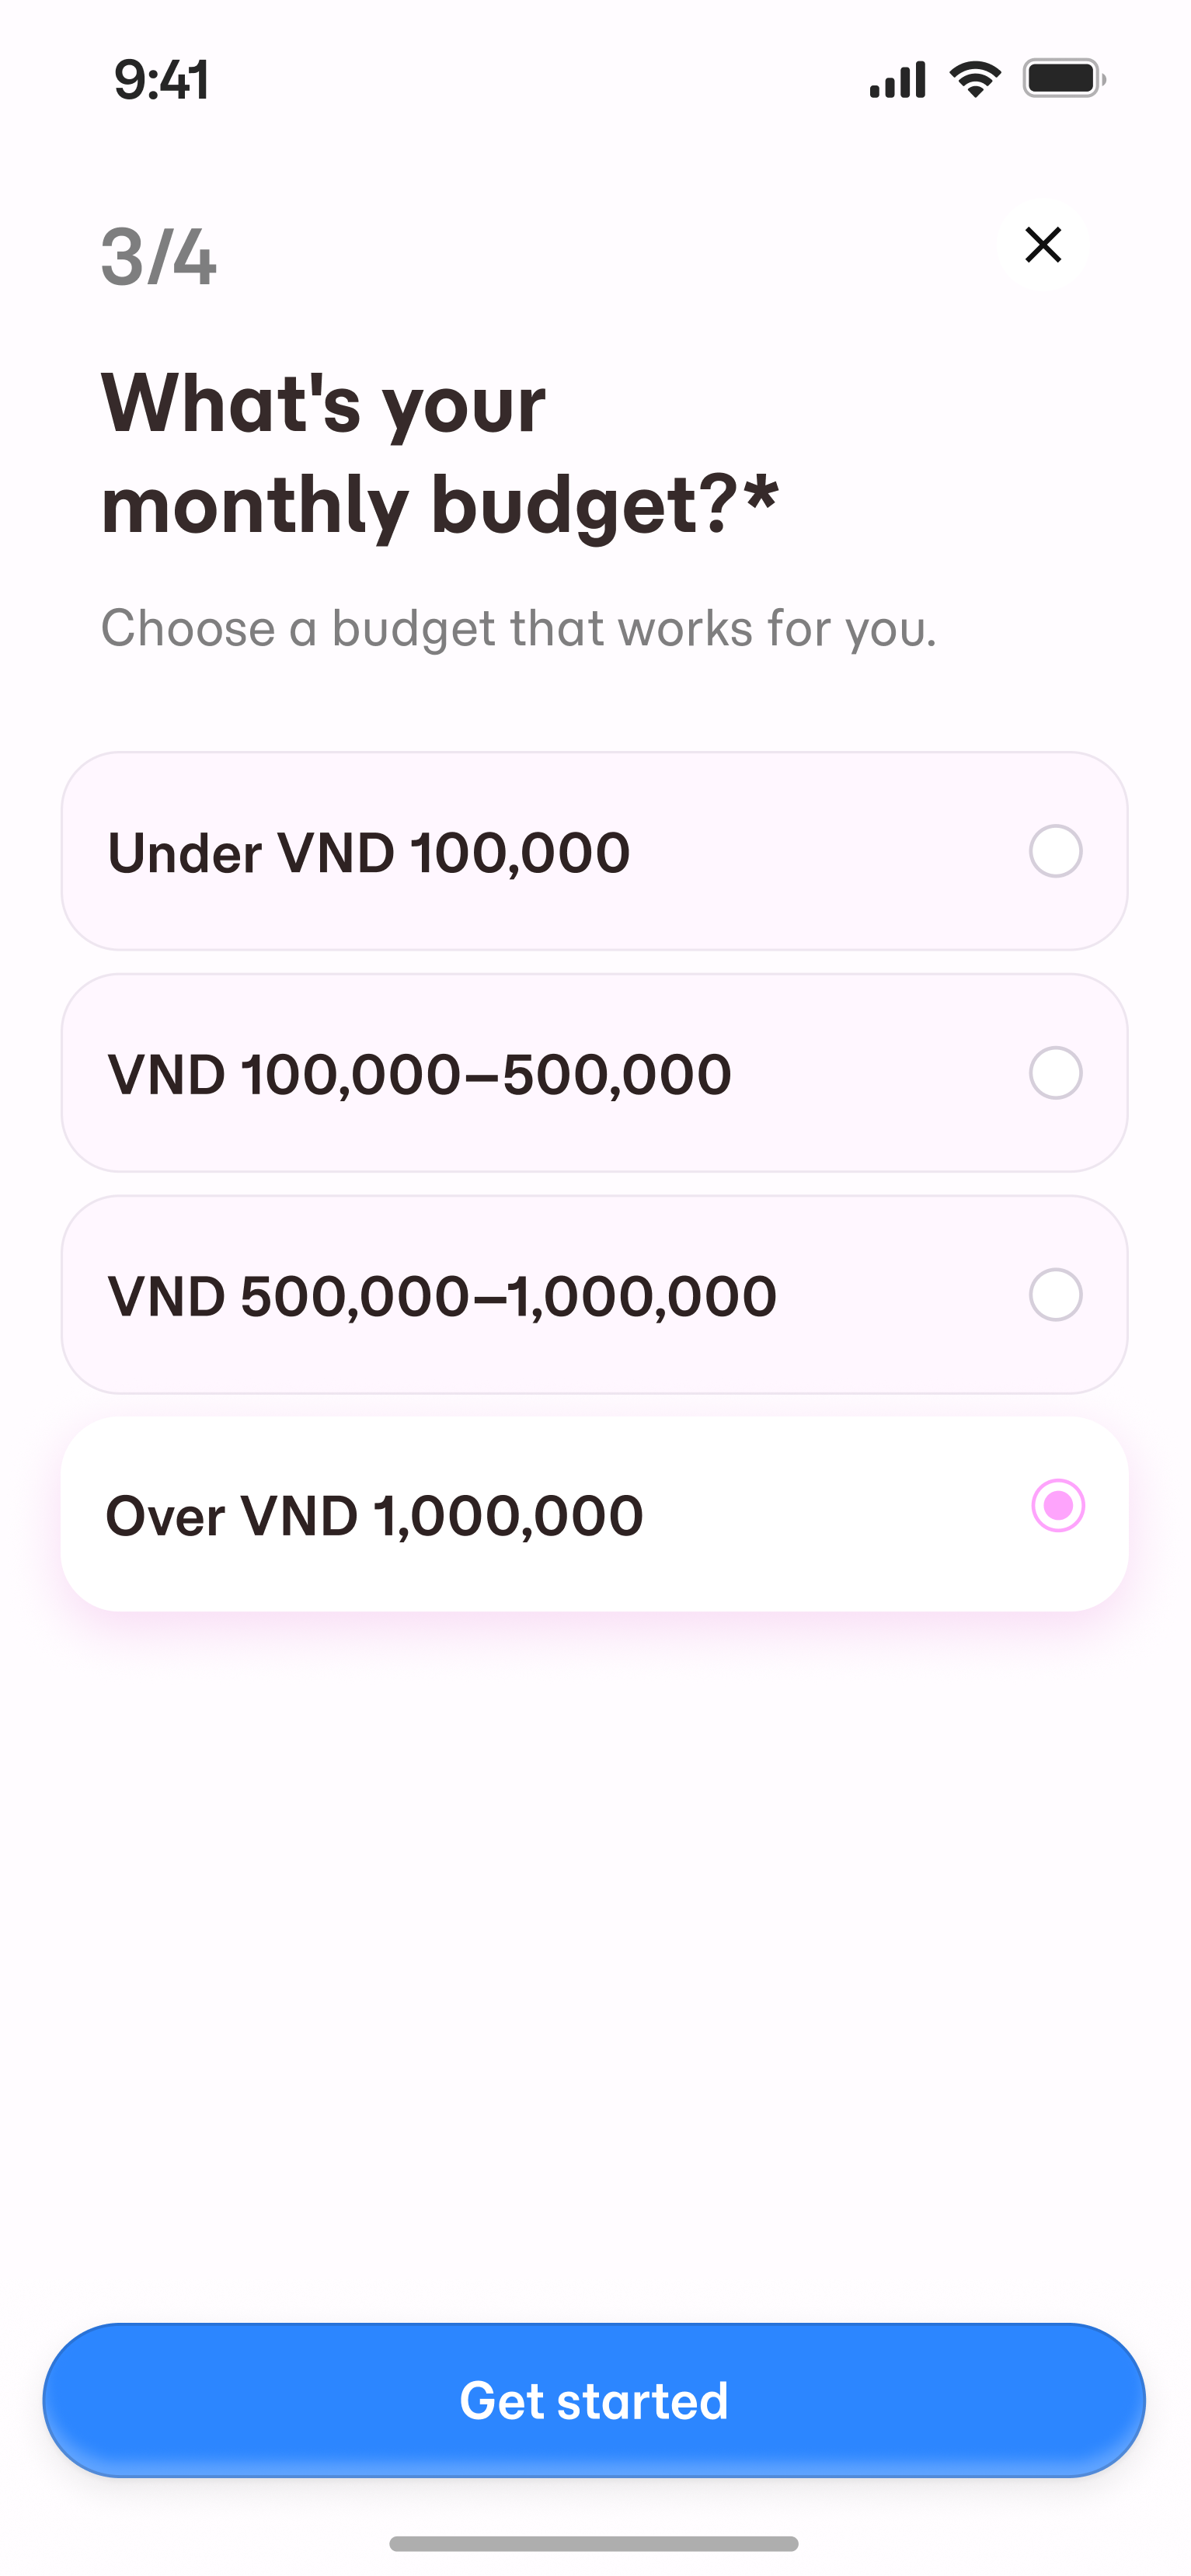 9:41
3/4
What's your
monthly budget?*
Choose a budget that works for you.
Under VND 100,000
VND 100,000–500,000
VND 500,000–1,000,000
Over VND 1,000,000
Get started